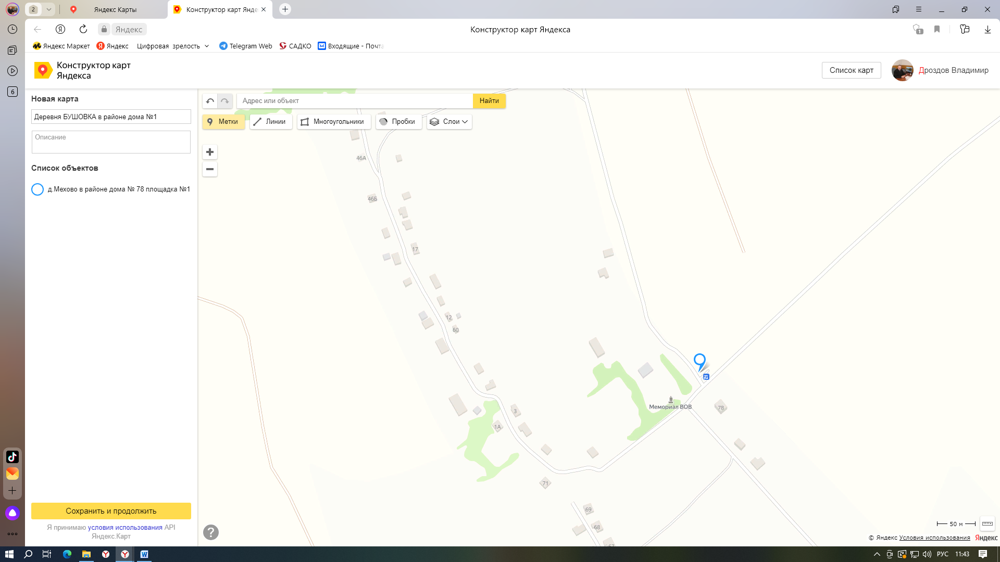 2
Яндекс Карты
Конструктор карт Янде
Яндекс
Конструктор карт Яндекса
1
Яндекс Маркет
Яндекс
Цифровая зрелость
Telegram Web
САДКО
Входящие - Почта
6
Конструктор карт
Яндекса
Список карт
Дроздов Владимир
Новая карта
Деревня БУШОВКА в районе дома №1
Описание
Список объектов
д.Мехово в районе дома № 78 площадка №1
Адрес или объект
Найти
Метки
Линии
Многоугольники
Пробки
Слои
46А
46Б
17
12
60
Мемориал ВОВ
78
3
1А
71
69
68
67
Сохранить и продолжить
Я принимаю условия использования API
Яндекс.Карт
?
50 м
© Яндекс Условия использования Яндекс
РУС
11:43